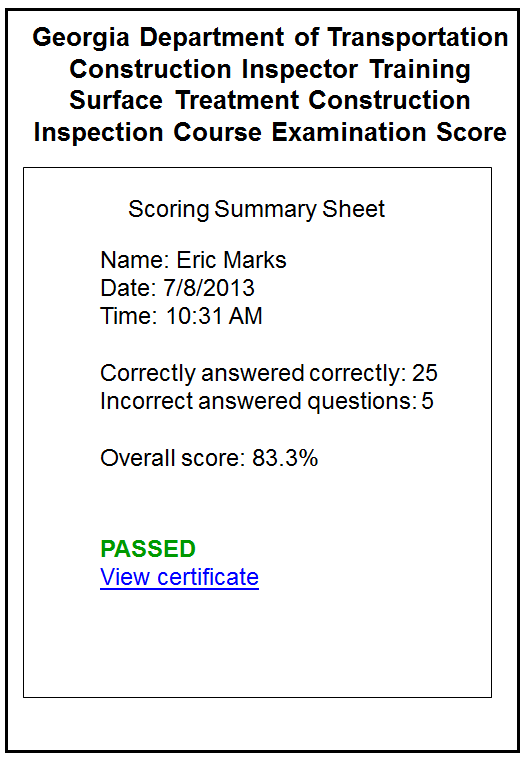 Georgia Department of Transportation
Construction Inspector Training
Surface Treatment Construction
Inspection Course Examination Score
Scoring Summary Sheet
Name: Eric Marks
Date: 7/8/2013
Time: 10:31 AM
Correctly answered correctly: 25
Incorrect answered questions: 5
Overall score: 83.3%
PASSED
View certificate